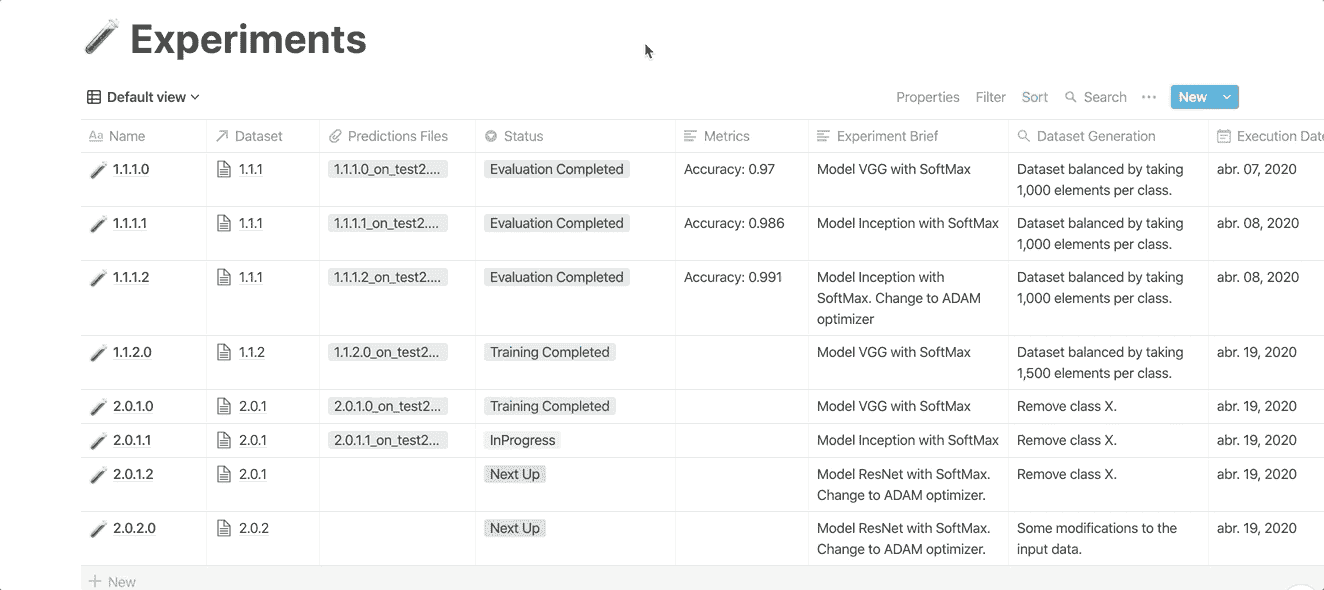 Experiments
Default view
Properties Filter Sort Search ... New
Aa Name Dataset Predictions Files Status Metrics Experiment Brief Dataset Generation Execution Date
1.1.1.0 1.1.1 1.1.1.0_on_test2.... Evaluation Completed Accuracy: 0.97 Model VGG with SoftMax Dataset balanced by taking abr. 07, 2020
1,000 elements per class.
1.1.1.1 1.1.1 1.1.1.1_on_test2.... Evaluation Completed Accuracy: 0.986 Model Inception with SoftMax Dataset balanced by taking abr. 08, 2020
1,000 elements per class.
1.1.1.2 1.1.1 1.1.1.2_on_test2.... Evaluation Completed Accuracy: 0.991 Model Inception with Dataset balanced by taking abr. 08, 2020
SoftMax. Change to ADAM 1,000 elements per class.
optimizer
1.1.2.0 1.1.2 1.1.2.0_on_test2... Training Completed Model VGG with SoftMax Dataset balanced by taking abr. 19, 2020
1,500 elements per class.
2.0.1.0 2.0.1 2.0.1.0_on_test2... Training Completed Model VGG with SoftMax Remove class X. abr. 19, 2020
2.0.1.1 2.0.1 2.0.1.1_on_test2... InProgress Model Inception with SoftMax Remove class X. abr. 19, 2020
2.0.1.2 2.0.1 Next Up Model ResNet with SoftMax. Remove class X. abr. 19, 2020
Change to ADAM optimizer.
2.0.2.0 2.0.2 Next Up Model ResNet with SoftMax. Some modifications to the abr. 19, 2020
Change to ADAM optimizer. input data.
+ New